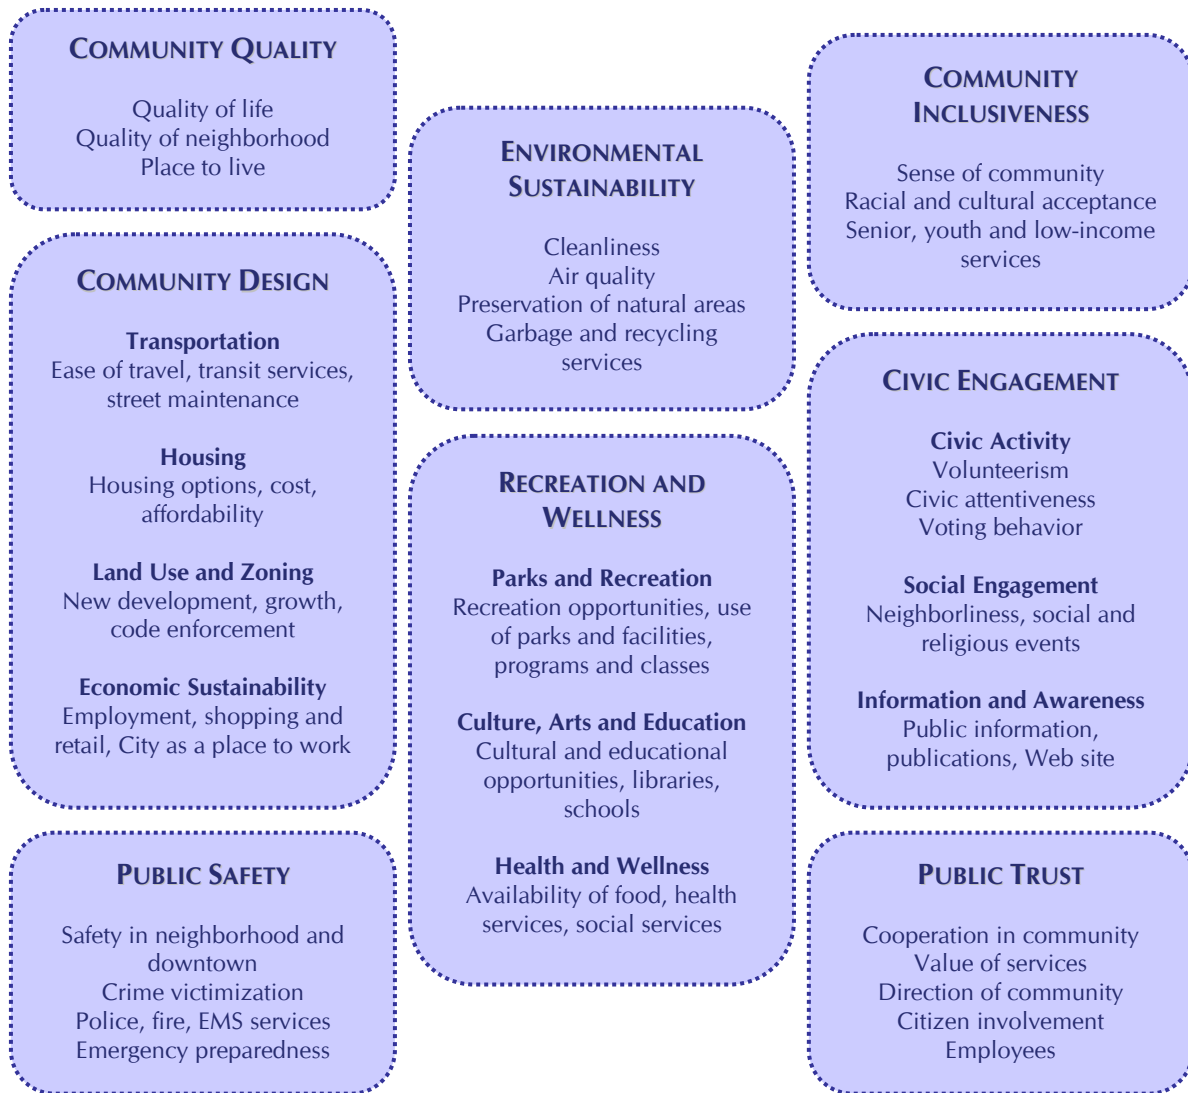 COMMUNITY QUALITY
Quality of life
Quality of neighborhood
Place to live
COMMUNITY DESIGN
Transportation
Ease of travel, transit services,
street maintenance
Housing
Housing options, cost,
affordability
Land Use and Zoning
New development, growth,
code enforcement
Economic Sustainability
Employment, shopping and
retail, City as a place to work
PUBLIC SAFETY
Safety in neighborhood and
downtown
Crime victimization
Police, fire, EMS services
Emergency preparedness
ENVIRONMENTAL
SUSTAINABILITY
Cleanliness
Air quality
Preservation of natural areas
Garbage and recycling
services
RECREATION AND
WELLNESS
Parks and Recreation
Recreation opportunities, use
of parks and facilities,
programs and classes
Culture, Arts and Education
Cultural and educational
opportunities, libraries,
schools
Health and Wellness
Availability of food, health
services, social services
COMMUNITY
INCLUSIVENESS
Sense of community
Racial and cultural acceptance
Senior, youth and low-income
services
CIVIC ENGAGEMENT
Civic Activity
Volunteerism
Civic attentiveness
Voting behavior
Social Engagement
Neighborliness, social and
religious events
Information and Awareness
Public information,
publications, Web site
PUBLIC TRUST
Cooperation in community
Value of services
Direction of community
Citizen involvement
Employees